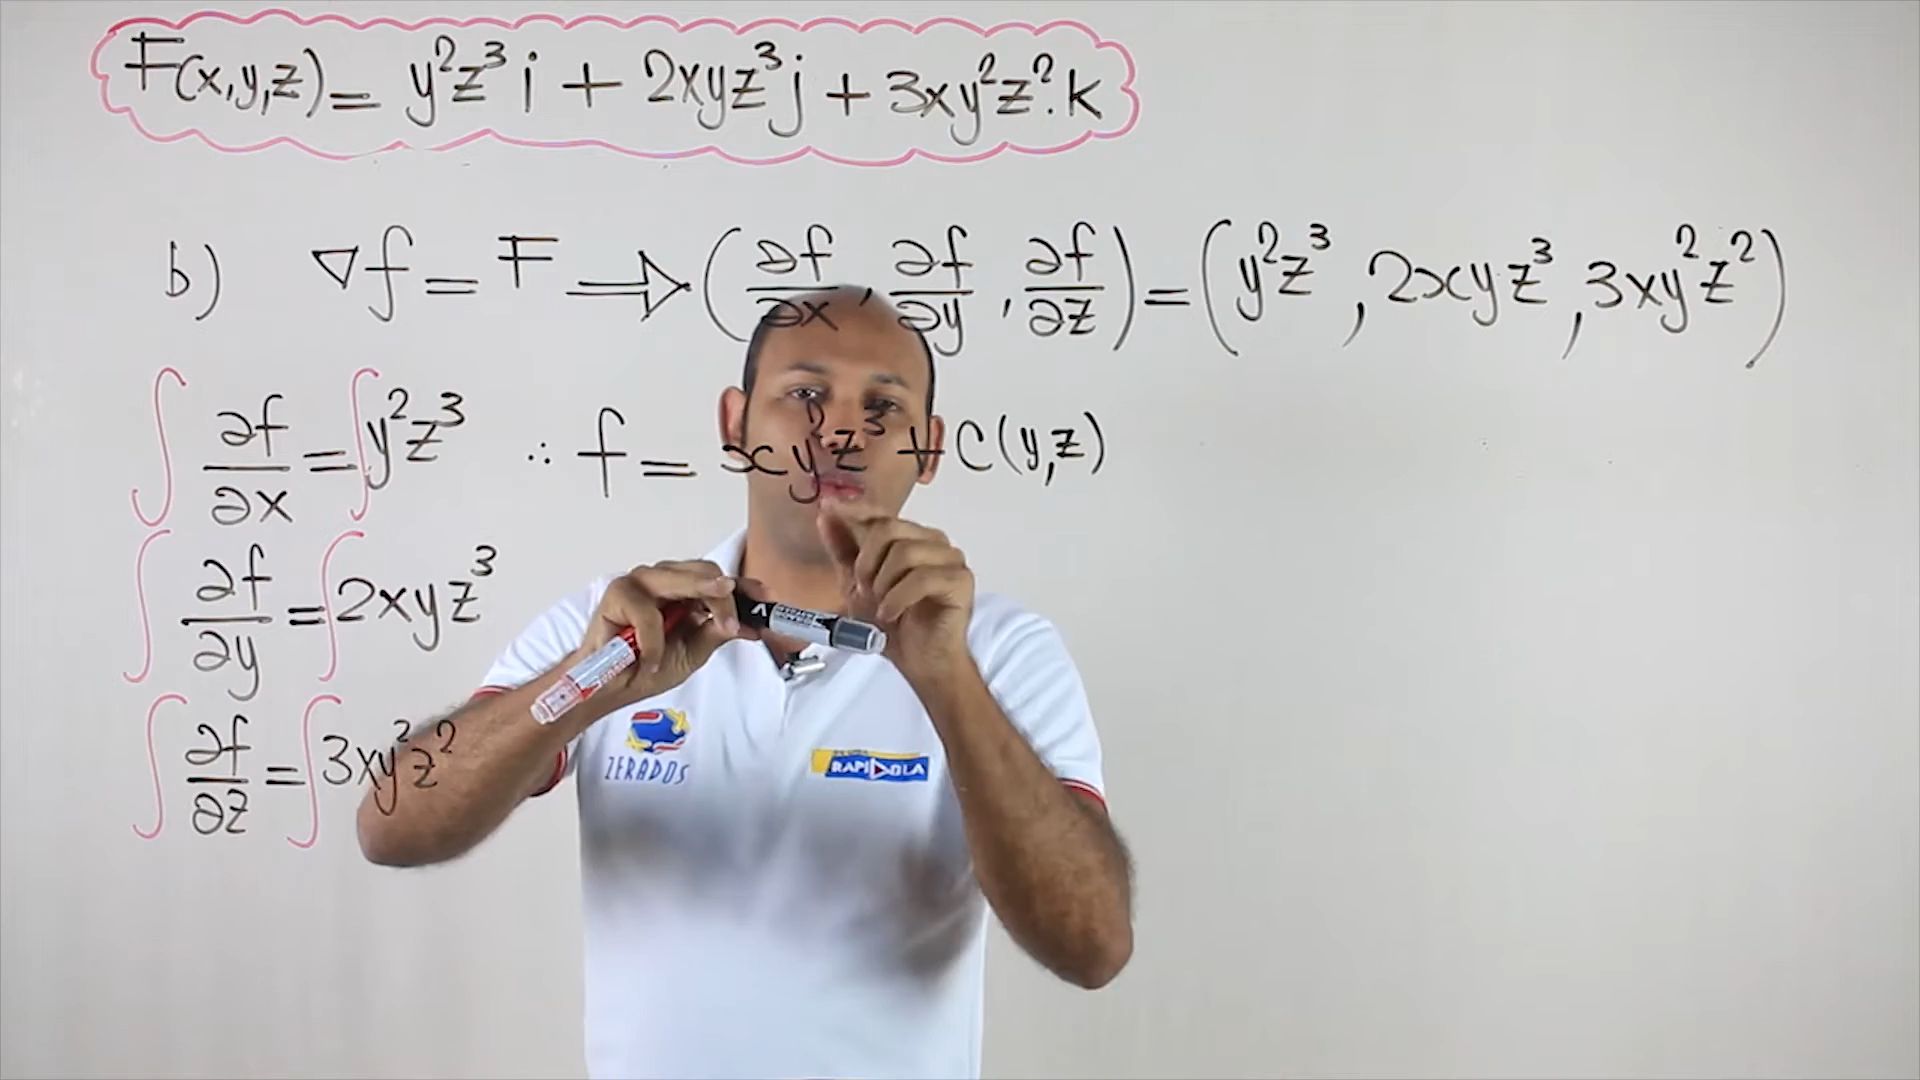 F(x,y,z) = y²z³ i + 2xyz³ j + 3xy²z².k
b) ∇f = F ⟹ (∂f/∂x, ∂f/∂y, ∂f/∂z) = (y²z³, 2xyz³, 3xy²z²)
∫ ∂f/∂x = ∫ y²z³ ∴ f = xy²z³ + C(y,z)
∫ ∂f/∂y = ∫ 2xyz³
∫ ∂f/∂z = ∫ 3xy²z²
ZERADOS
RAPIDOLA